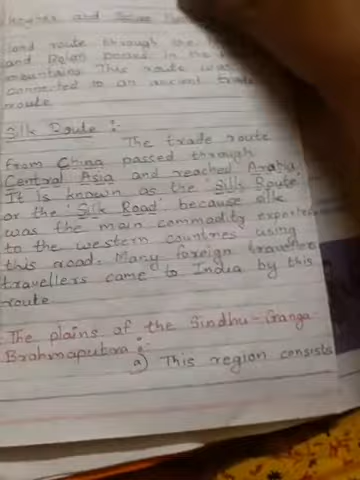 land route through the
and Bolan passes in the
mountains. This route was
connected to an ancient trade
route
Silk Route :
The trade route
from China passed through
Central Asia and reached Arabia.
It is known as the 'Silk Route'
or the 'Silk Road' because silk
was the main commodity exported
to the western countries using
this road. Many foreign traveller
travellers came to India by this
route
The plains of the Sindhu-Ganga
Brahmaputra :
a) This region consists